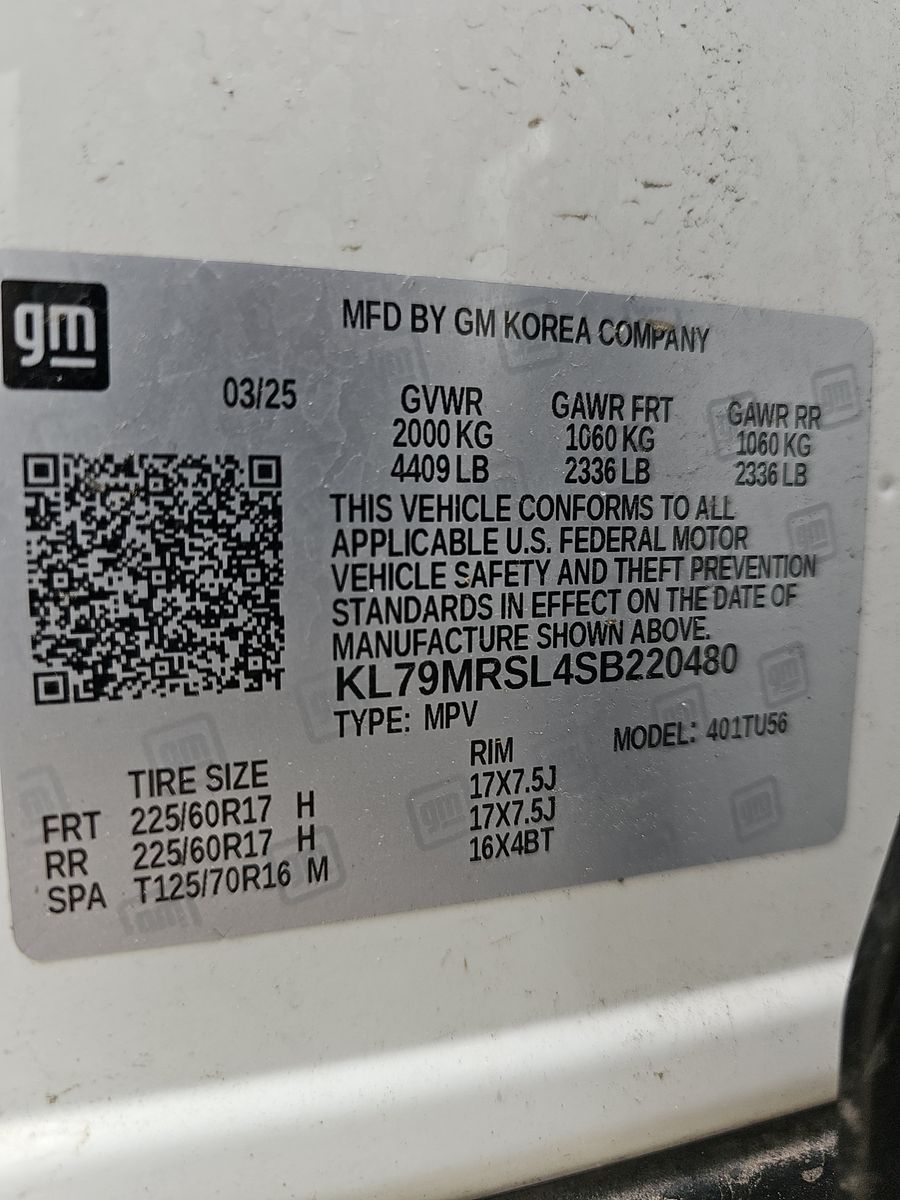 gm
MFD BY GM KOREA COMPANY
03/25
GVWR GAWR FRT GAWR RR
2000 KG 1060 KG 1060 KG
4409 LB 2336 LB 2336 LB
THIS VEHICLE CONFORMS TO ALL
APPLICABLE U.S. FEDERAL MOTOR
VEHICLE SAFETY AND THEFT PREVENTION
STANDARDS IN EFFECT ON THE DATE OF
MANUFACTURE SHOWN ABOVE.
KL79MRSL4SB220480
TYPE: MPV MODEL: 401TU56
TIRE SIZE RIM
FRT 225/60R17 H 17X7.5J
RR 225/60R17 H 17X7.5J
SPA T125/70R16 M 16X4BT